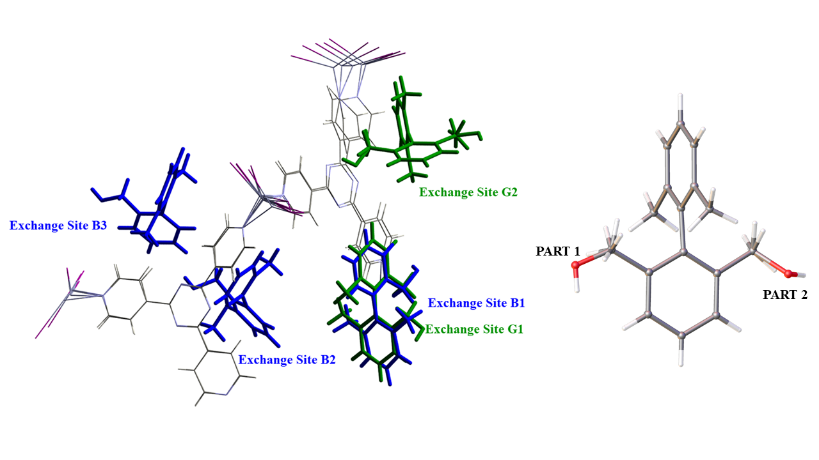 Exchange Site G2
Exchange Site B3
PART 1
PART 2
Exchange Site B1
Exchange Site G1
Exchange Site B2